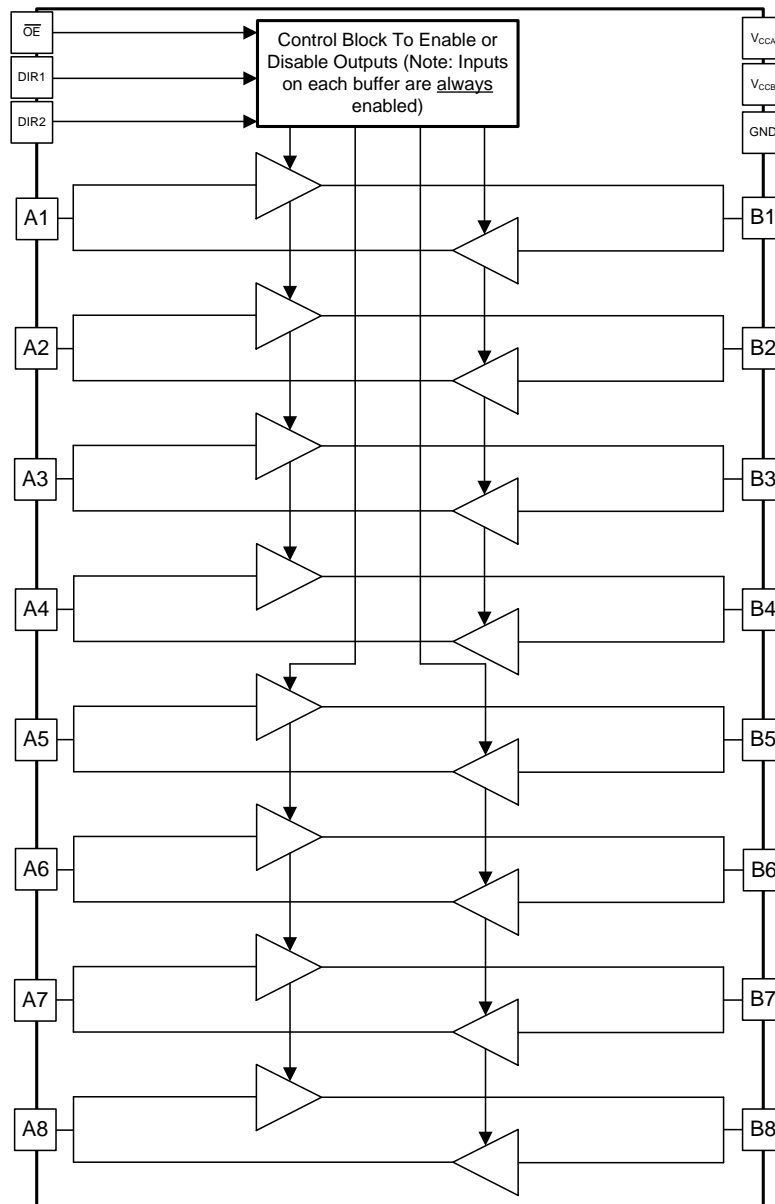 OE
DIR1
DIR2
Control Block To Enable or
Disable Outputs (Note: Inputs
on each buffer are always
enabled)
VCCA
VCCB
GND
A1
B1
A2
B2
A3
B3
A4
B4
A5
B5
A6
B6
A7
B7
A8
B8